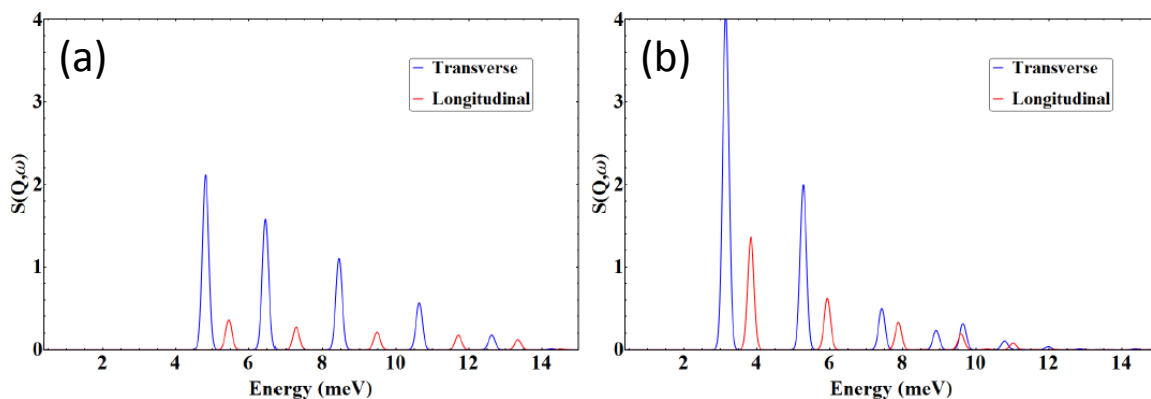 (a)
Transverse
Longitudinal
S(Q,ω)
4
3
2
1
0
2 4 6 8 10 12 14
Energy (meV)
(b)
Transverse
Longitudinal
S(Q,ω)
4
3
2
1
0
2 4 6 8 10 12 14
Energy (meV)